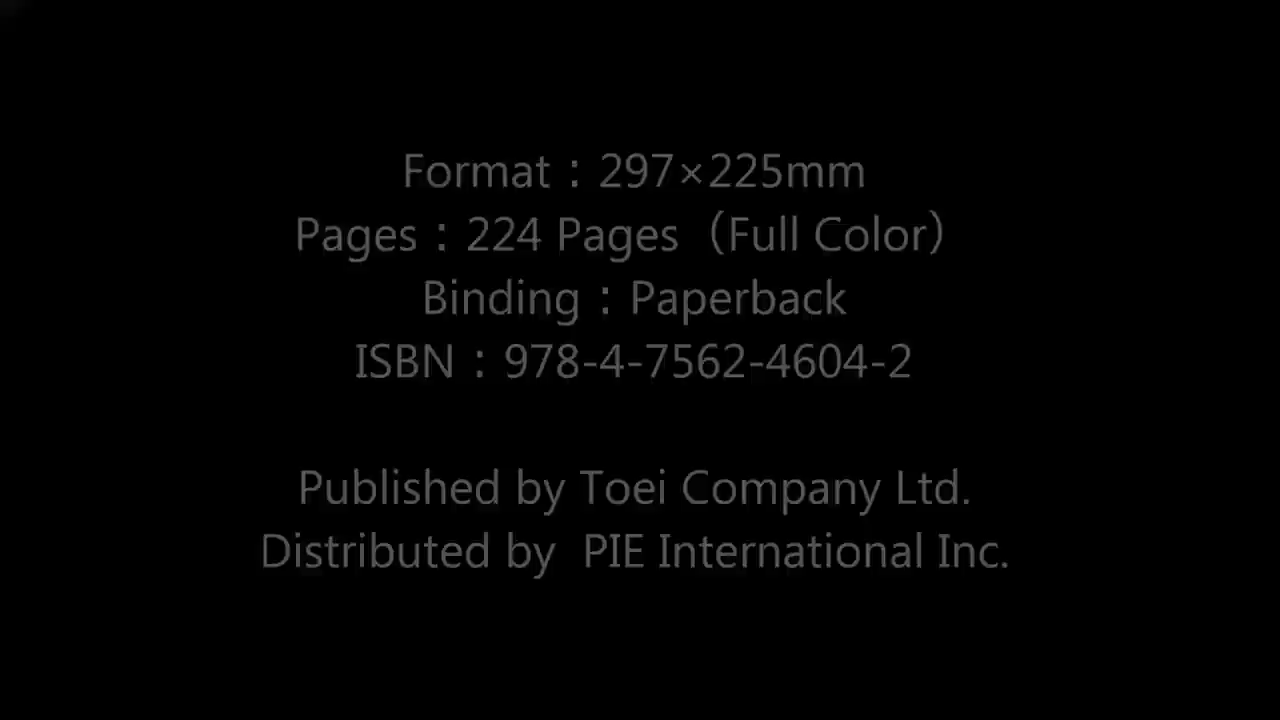 Format：297×225mm
Pages：224 Pages（Full Color）
Binding：Paperback
ISBN：978-4-7562-4604-2
Published by Toei Company Ltd.
Distributed by  PIE International Inc.